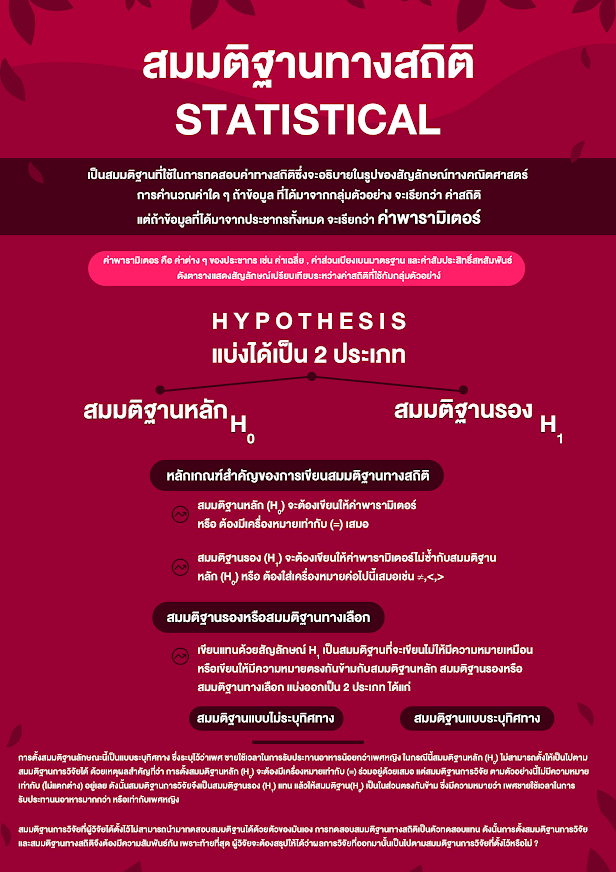 สมมติฐานทางสถิติ
STATISTICAL
เป็นสมมติฐานที่ใช้ในการทดสอบค่าทางสถิติซึ่งจะอธิบายในรูปของสัญลักษณ์ทางคณิตศาสตร์
การคำนวณค่าใด ๆ ถ้าข้อมูล ที่ได้มาจากกลุ่มตัวอย่าง จะเรียกว่า ค่าสถิติ
แต่ถ้าข้อมูลที่ได้มาจากประชากรทั้งหมด จะเรียกว่า ค่าพารามิเตอร์
ค่าพารามิเตอร คือ ค่าต่าง ๆ ของประชากร เช่น ค่าเฉลี่ย , ค่าส่วนเบี่ยงเบนมาตรฐาน และค่าสัมประสิทธิ์สหสัมพันธ์
ดังตารางแสดงสัญลักษณ์เปรียบเทียบระหว่างค่าสถิติที่ใช้กับกลุ่มตัวอย่าง
HYPOTHESIS
แบ่งได้เป็น 2 ประเภท
สมมติฐานหลัก H₀ สมมติฐานรอง H₁
หลักเกณฑ์สำคัญของการเขียนสมมติฐานทางสถิติ
สมมติฐานหลัก (H₀) จะต้องเขียนให้ค่าพารามิเตอร์
หรือ ต้องมีเครื่องหมายเท่ากับ (=) เสมอ
สมมติฐานรอง (H₁) จะต้องเขียนให้ค่าพารามิเตอร์ไม่ซ้ำกับสมมติฐาน
หลัก (H₀) หรือ ต้องใส่เครื่องหมายค่อไปนี้เสมอเช่น ≠,<,>
สมมติฐานรองหรือสมมติฐานทางเลือก
เขียนแทนด้วยสัญลักษณ์ H₁ เป็นสมมติฐานที่จะเขียนไม่ให้มีความหมายเหมือน
หรือเขียนให้มีความหมายตรงกันข้ามกับสมมติฐานหลัก สมมติฐานรองหรือ
สมมติฐานทางเลือก แบ่งออกเป็น 2 ประเภท ได้แก่
สมมติฐานแบบไม่ระบุทิศทาง สมมติฐานแบบระบุทิศทาง
การตั้งสมมติฐานลักษณะนี้เป็นแบบระบุทิศทาง ซึ่งระบุไว้ว่าเพศ ชายใช้เวลาในการรับประทานอาหารน้อยกว่าเพศหญิง ในกรณีนี้สมมติฐานหลัก (H₀) ไม่สามารถตั้งให้เป็นไปตาม
สมมติฐานการวิจัยได้ ด้วยเหตุผลสำคัญที่ว่า การตั้งสมมติฐานหลัก (H₀) จะต้องมีเครื่องหมายเท่ากับ (=) ร่วมอยู่ด้วยเสมอ แต่สมมติฐานการวิจัย ตามตัวอย่างนี้ไม่มีความหมาย
เท่ากับ (ไม่แตกต่าง) อยู่เลย ดังนั้นสมมติฐานการวิจัยจึงเป็นสมมติฐานรอง (H₁) แทน แล้วให้สมมติฐาน(H₀) เป็นในส่วนตรงกันข้าม ซึ่งมีความหมายว่า เพศชายใช้เวลาในการ
รับประทานอาหารมากกว่า หรือเท่ากับเพศหญิง
สมมติฐานการวิจัยที่ผู้วิจัยได้ตั้งไว้ไม่สามารถนำมาทดสอบสมมติฐานได้ด้วยตัวของมันเอง การทดสอบสมมติฐานทางสถิติเป็นตัวทดสอบแทน ดังนั้นการตั้งสมมติฐานการวิจัย
และสมมติฐานทางสถิติจึงต้องมีความสัมพันธ์กัน เพราะท้ายที่สุด ผู้วิจัยจะต้องสรุปให้ได้ว่าผลการวิจัยที่ออกมานั้นเป็นไปตามสมมติฐานการวิจัยที่ตั้งไว้หรือไม่ ?